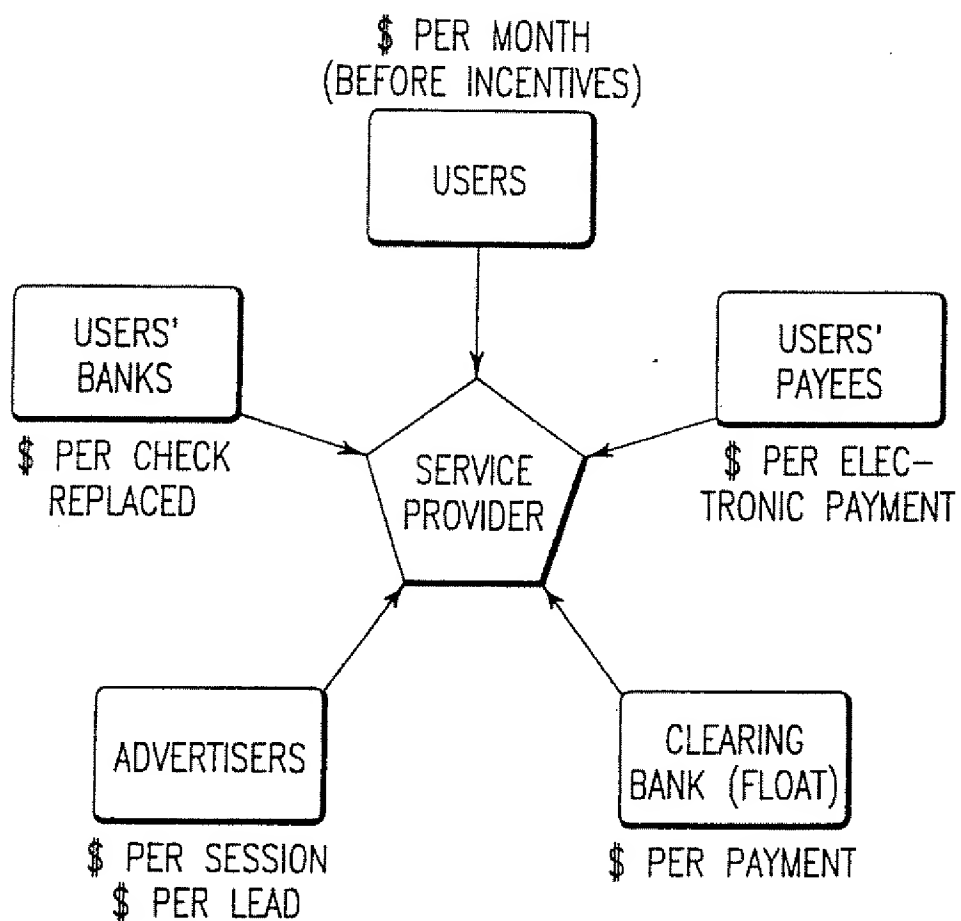 $ PER MONTH
(BEFORE INCENTIVES)
USERS
USERS'
BANKS
$ PER CHECK
REPLACED
USERS'
PAYEES
$ PER ELEC-
TRONIC PAYMENT
SERVICE
PROVIDER
ADVERTISERS
$ PER SESSION
$ PER LEAD
CLEARING
BANK (FLOAT)
$ PER PAYMENT